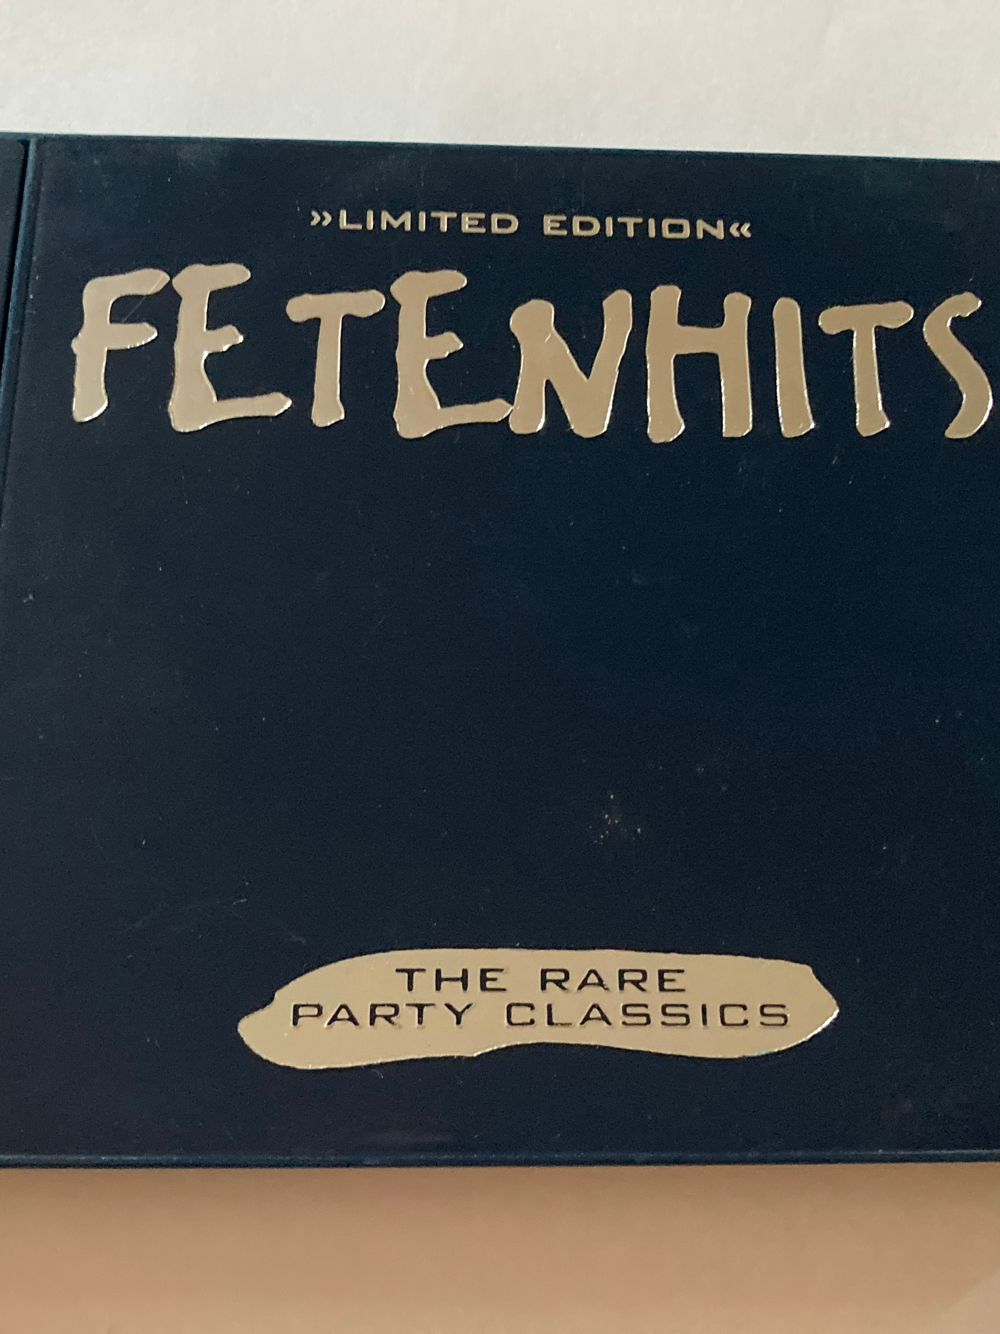 »LIMITED EDITION«
FETENHITS
THE RARE
PARTY CLASSICS